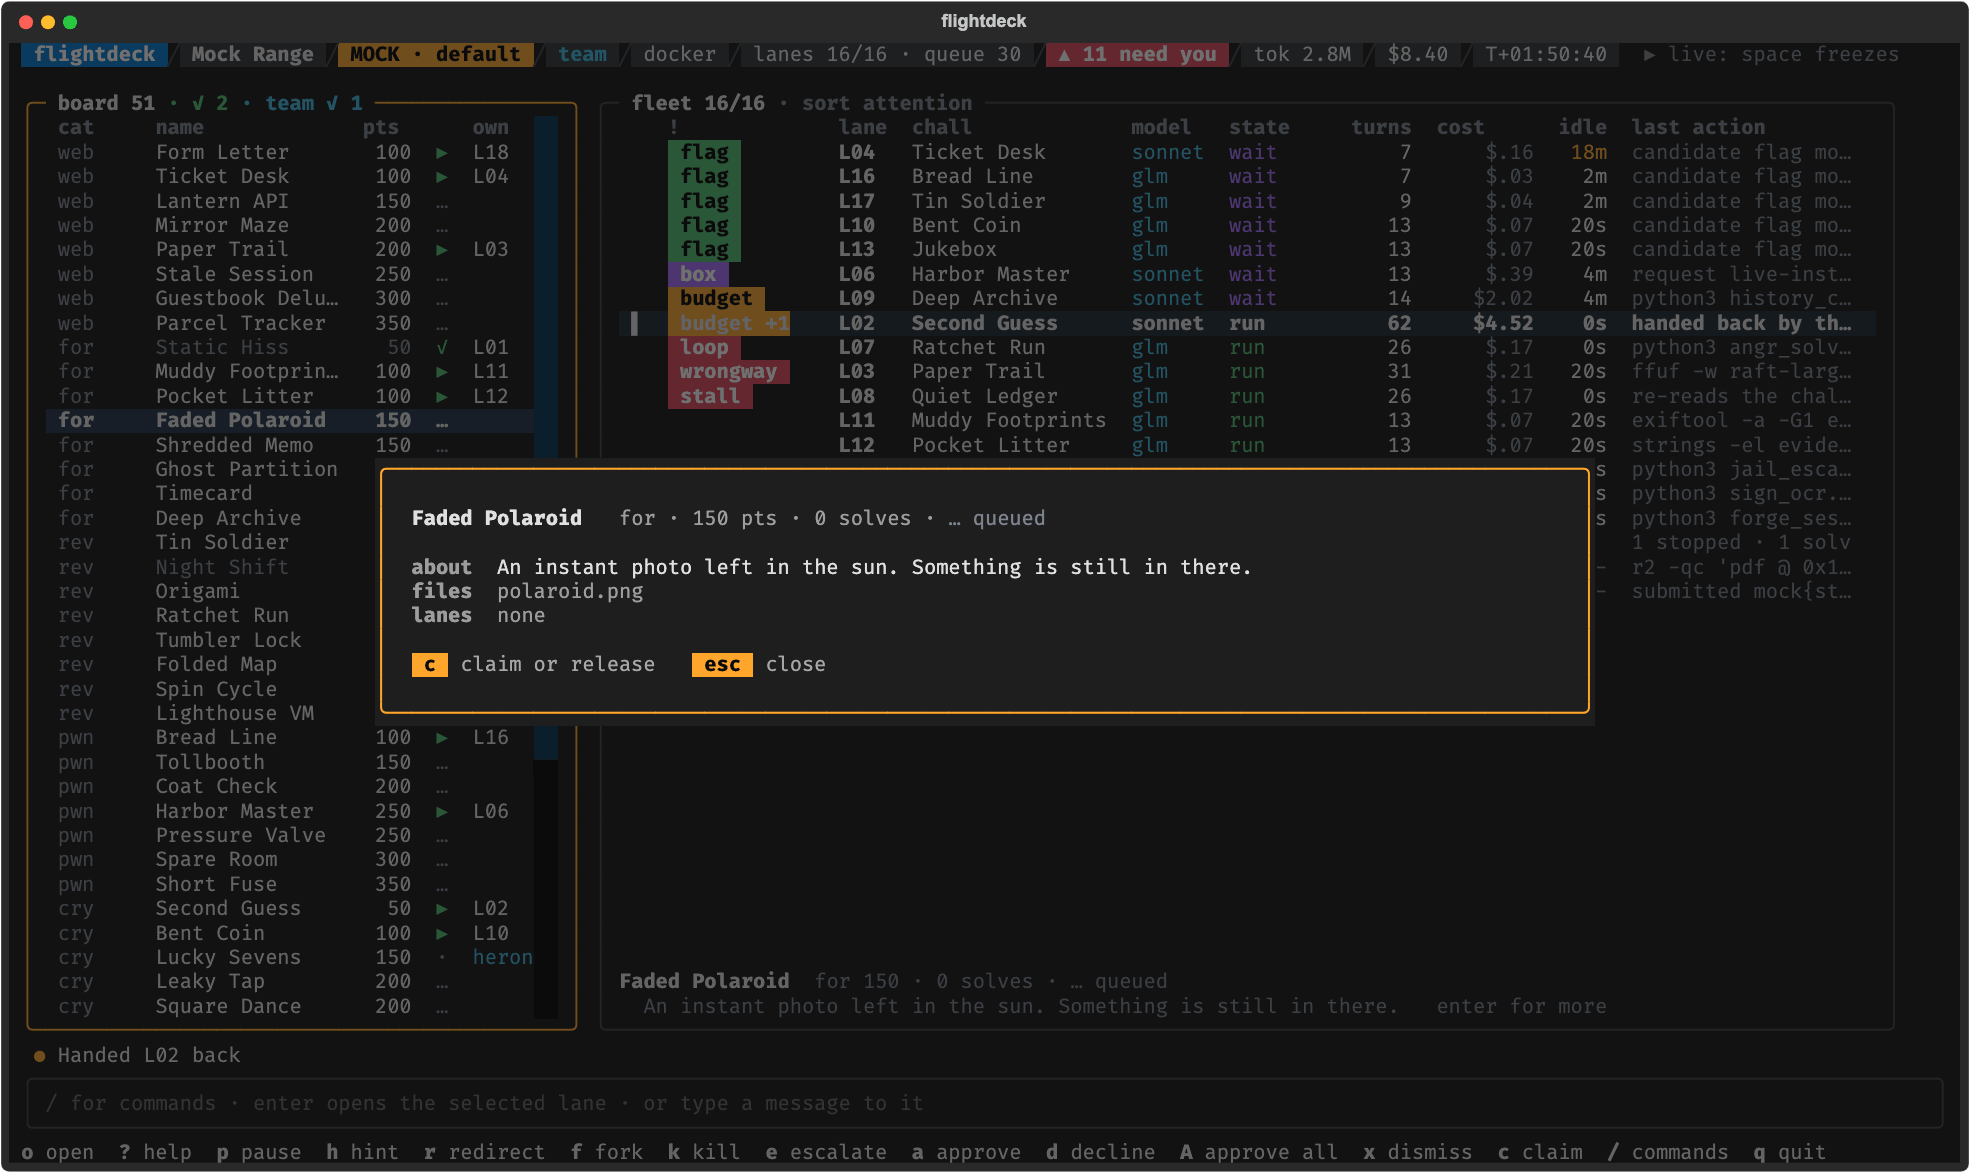 flightdeck
flightdeck / Mock Range / MOCK · default / team / docker / lanes 16/16 · queue 30 / ▲ 11 need you / tok 2.8M / $8.40 / T+01:50:40 ▶ live: space freezes
board 51 · √ 2 · team √ 1
cat name pts own
web Form Letter 100 ▶ L18
web Ticket Desk 100 ▶ L04
web Lantern API 150 …
web Mirror Maze 200 …
web Paper Trail 200 ▶ L03
web Stale Session 250 …
web Guestbook Delu… 300 …
web Parcel Tracker 350 …
for Static Hiss 50 √ L01
for Muddy Footprin… 100 ▶ L11
for Pocket Litter 100 ▶ L12
for Faded Polaroid 150 …
for Shredded Memo 150 …
for Ghost Partition
for Timecard
for Deep Archive
rev Tin Soldier
rev Night Shift
rev Origami
rev Ratchet Run
rev Tumbler Lock
rev Folded Map
rev Spin Cycle
rev Lighthouse VM
pwn Bread Line 100 ▶ L16
pwn Tollbooth 150 …
pwn Coat Check 200 …
pwn Harbor Master 250 ▶ L06
pwn Pressure Valve 250 …
pwn Spare Room 300 …
pwn Short Fuse 350 …
cry Second Guess 50 ▶ L02
cry Bent Coin 100 ▶ L10
cry Lucky Sevens 150 · heron
cry Leaky Tap 200 …
cry Square Dance 200 …
fleet 16/16 · sort attention
! lane chall model state turns cost idle last action
flag L04 Ticket Desk sonnet wait 7 $.16 18m candidate flag mo…
flag L16 Bread Line glm wait 7 $.03 2m candidate flag mo…
flag L17 Tin Soldier glm wait 9 $.04 2m candidate flag mo…
flag L10 Bent Coin glm wait 13 $.07 20s candidate flag mo…
flag L13 Jukebox glm wait 13 $.07 20s candidate flag mo…
box L06 Harbor Master sonnet wait 13 $.39 4m request live-inst…
budget L09 Deep Archive sonnet wait 14 $2.02 4m python3 history_c…
budget +1 L02 Second Guess sonnet run 62 $4.52 0s handed back by th…
loop L07 Ratchet Run glm run 26 $.17 0s python3 angr_solv…
wrongway L03 Paper Trail glm run 31 $.21 20s ffuf -w raft-larg…
stall L08 Quiet Ledger glm run 26 $.17 0s re-reads the chal…
L11 Muddy Footprints glm run 13 $.07 20s exiftool -a -G1 e…
L12 Pocket Litter glm run 13 $.07 20s strings -el evide…
s python3 jail_esca…
s python3 sign_ocr.…
s python3 forge_ses…
1 stopped · 1 solv
- r2 -qc 'pdf @ 0x1…
- submitted mock{st…
Faded Polaroid for · 150 pts · 0 solves · … queued
about An instant photo left in the sun. Something is still in there.
files polaroid.png
lanes none
c claim or release esc close
Faded Polaroid for 150 · 0 solves · … queued
An instant photo left in the sun. Something is still in there. enter for more
● Handed L02 back
/ for commands · enter opens the selected lane · or type a message to it
o open ? help p pause h hint r redirect f fork k kill e escalate a approve d decline A approve all x dismiss c claim / commands q quit